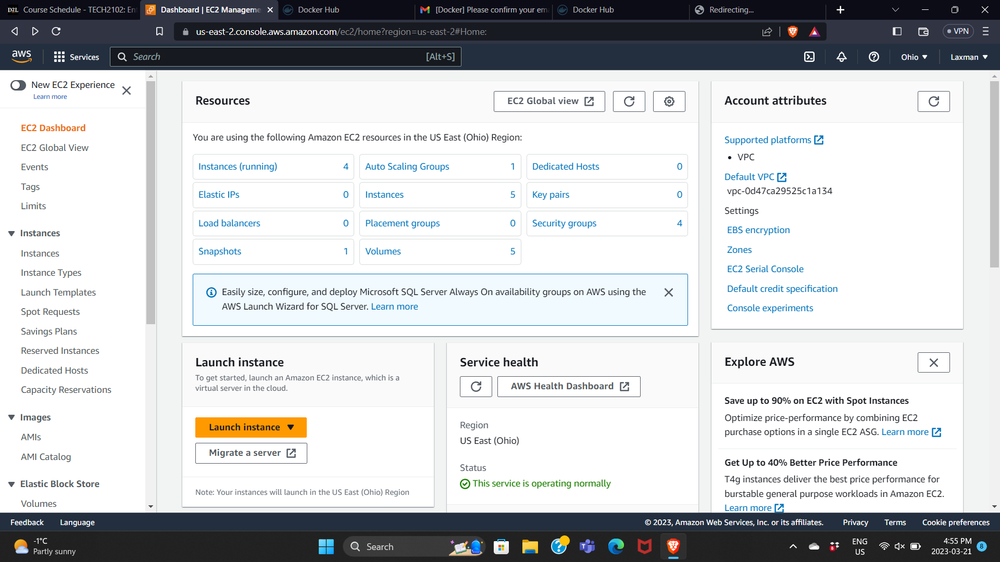 D2L Course Schedule - TECH2102: En
Dashboard | EC2 Manageme
Docker Hub
[Docker] Please confirm your ema
Docker Hub
Redirecting...
us-east-2.console.aws.amazon.com/ec2/home?region=us-east-2#Home:
VPN
aws
Services
Search
[Alt+S]
Ohio
Laxman
New EC2 Experience
Learn more
EC2 Dashboard
EC2 Global View
Events
Tags
Limits
Instances
Instances
Instance Types
Launch Templates
Spot Requests
Savings Plans
Reserved Instances
Dedicated Hosts
Capacity Reservations
Images
AMIs
AMI Catalog
Elastic Block Store
Volumes
Resources
EC2 Global view
You are using the following Amazon EC2 resources in the US East (Ohio) Region:
Instances (running) 4
Auto Scaling Groups 1
Dedicated Hosts 0
Elastic IPs 0
Instances 5
Key pairs 0
Load balancers 0
Placement groups 0
Security groups 4
Snapshots 1
Volumes 5
Easily size, configure, and deploy Microsoft SQL Server Always On availability groups on AWS using the
AWS Launch Wizard for SQL Server. Learn more
Launch instance
To get started, launch an Amazon EC2 instance, which is a
virtual server in the cloud.
Launch instance
Migrate a server
Note: Your instances will launch in the US East (Ohio) Region
Service health
AWS Health Dashboard
Region
US East (Ohio)
Status
This service is operating normally
Account attributes
Supported platforms
• VPC
Default VPC
vpc-0d47ca29525c1a134
Settings
EBS encryption
Zones
EC2 Serial Console
Default credit specification
Console experiments
Explore AWS
Save up to 90% on EC2 with Spot Instances
Optimize price-performance by combining EC2
purchase options in a single EC2 ASG. Learn more
Get Up to 40% Better Price Performance
T4g instances deliver the best price performance for
burstable general purpose workloads in Amazon EC2.
Learn more
Feedback
Language
© 2023, Amazon Web Services, Inc. or its affiliates.
Privacy
Terms
Cookie preferences
-1°C
Partly sunny
Search
8
ENG
US
4:55 PM
2023-03-21
8